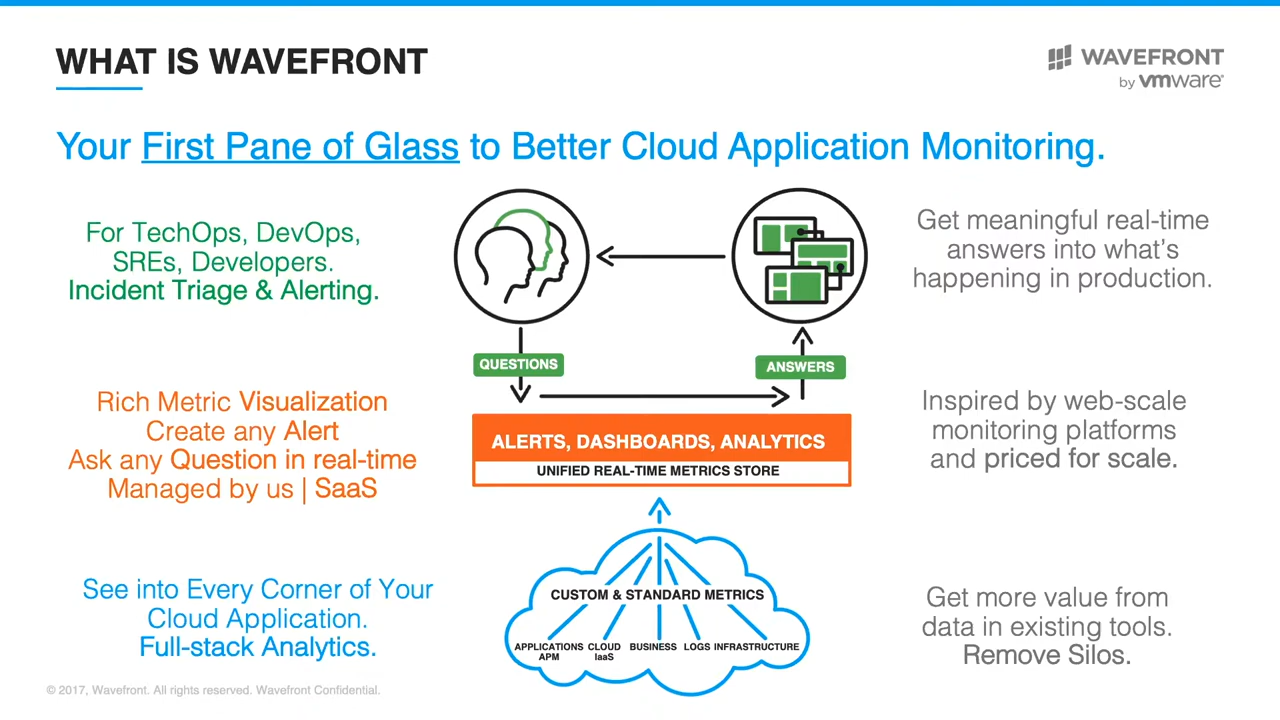 WHAT IS WAVEFRONT
WAVEFRONT
by vmware
Your First Pane of Glass to Better Cloud Application Monitoring.
For TechOps, DevOps,
SREs, Developers.
Incident Triage & Alerting.
Get meaningful real-time
answers into what's
happening in production.
QUESTIONS
ANSWERS
Rich Metric Visualization
Create any Alert
Ask any Question in real-time
Managed by us | SaaS
ALERTS, DASHBOARDS, ANALYTICS
UNIFIED REAL-TIME METRICS STORE
Inspired by web-scale
monitoring platforms
and priced for scale.
See into Every Corner of Your
Cloud Application.
Full-stack Analytics.
CUSTOM & STANDARD METRICS
APPLICATIONS
APM
CLOUD
IaaS
BUSINESS
LOGS
INFRASTRUCTURE
Get more value from
data in existing tools.
Remove Silos.
© 2017, Wavefront. All rights reserved. Wavefront Confidential.